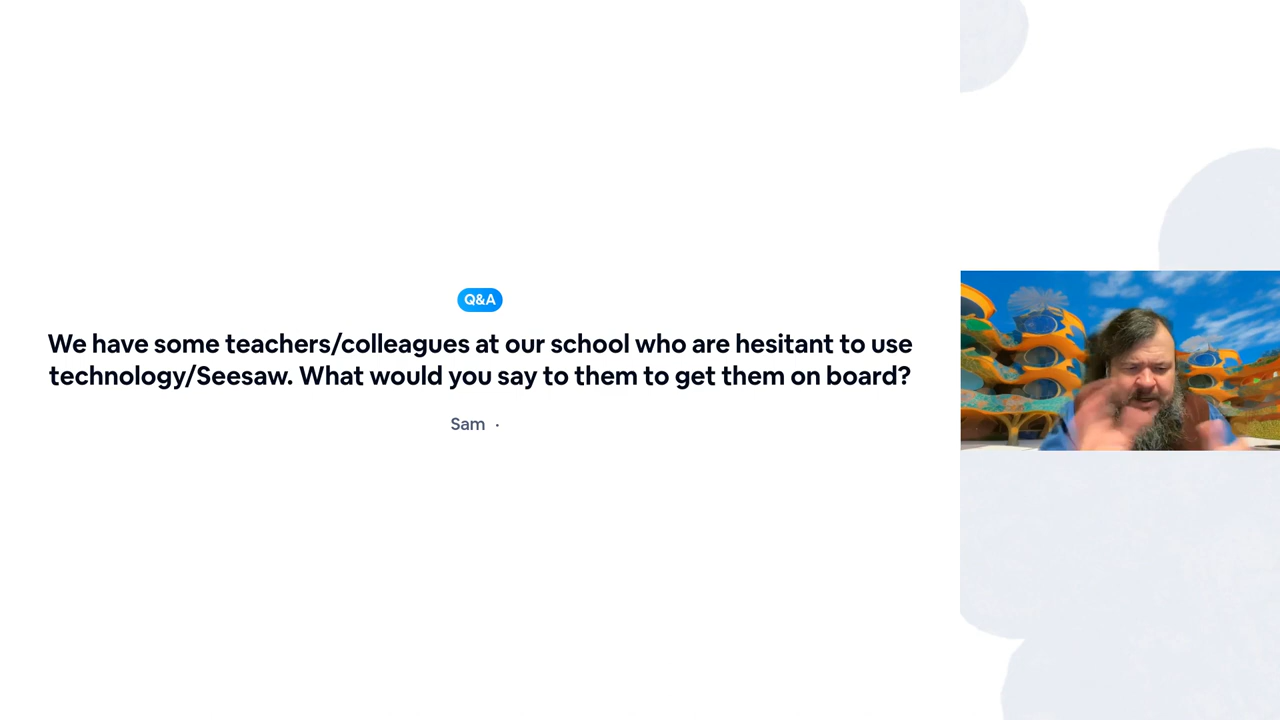 Q&A
We have some teachers/colleagues at our school who are hesitant to use
technology/Seesaw. What would you say to them to get them on board?
Sam ·